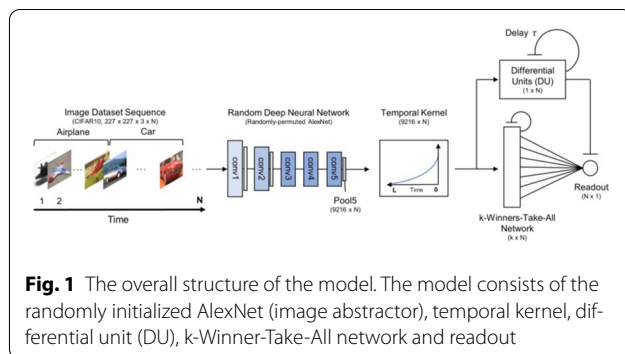 Delay τ
Differential
Units (DU)
(1 x N)
Image Dataset Sequence
(CIFAR10, 227 x 227 x 3 x N)
Airplane
Car
...
...
...
1
2
N
Time
Random Deep Neural Network
(Randomly-permuted AlexNet)
conv1
conv2
conv3
conv4
conv5
Pool5
(9216 x N)
Temporal Kernel
(9216 x N)
L
Time
0
Readout
(N x 1)
k-Winners-Take-All
Network
(k x N)
Fig. 1 The overall structure of the model. The model consists of the
randomly initialized AlexNet (image abstractor), temporal kernel, dif-
ferential unit (DU), k-Winner-Take-All network and readout